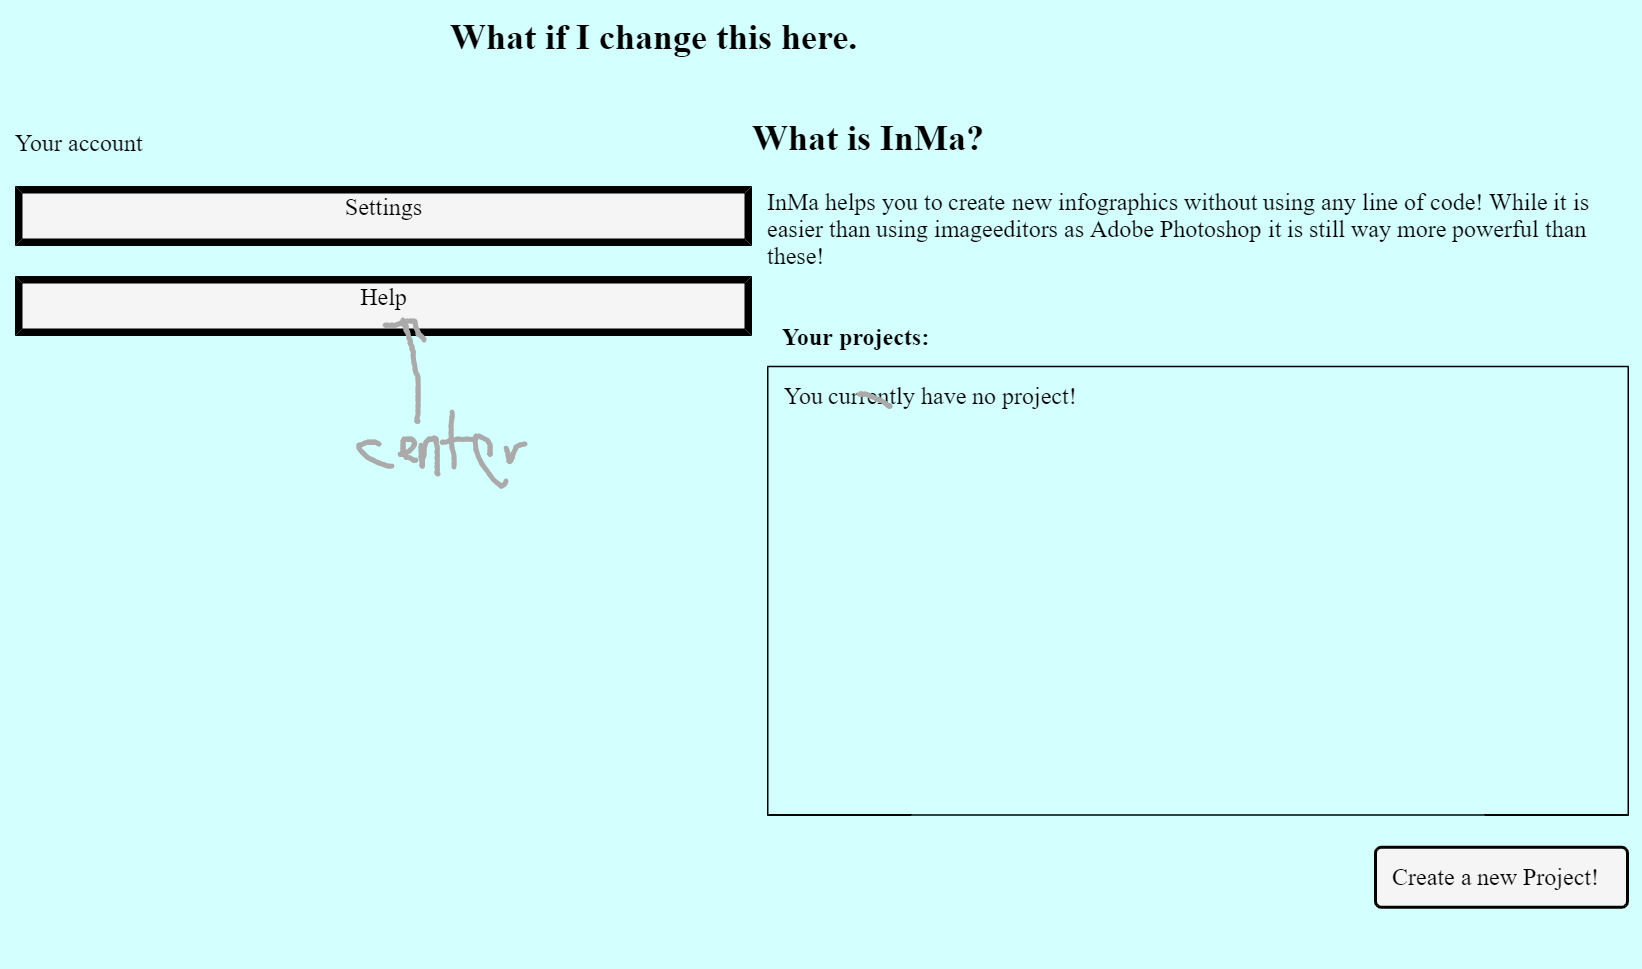 What if I change this here.
Your account
Settings
Help
center
What is InMa?
InMa helps you to create new infographics without using any line of code! While it is
easier than using imageeditors as Adobe Photoshop it is still way more powerful than
these!
Your projects:
You currently have no project!
Create a new Project!